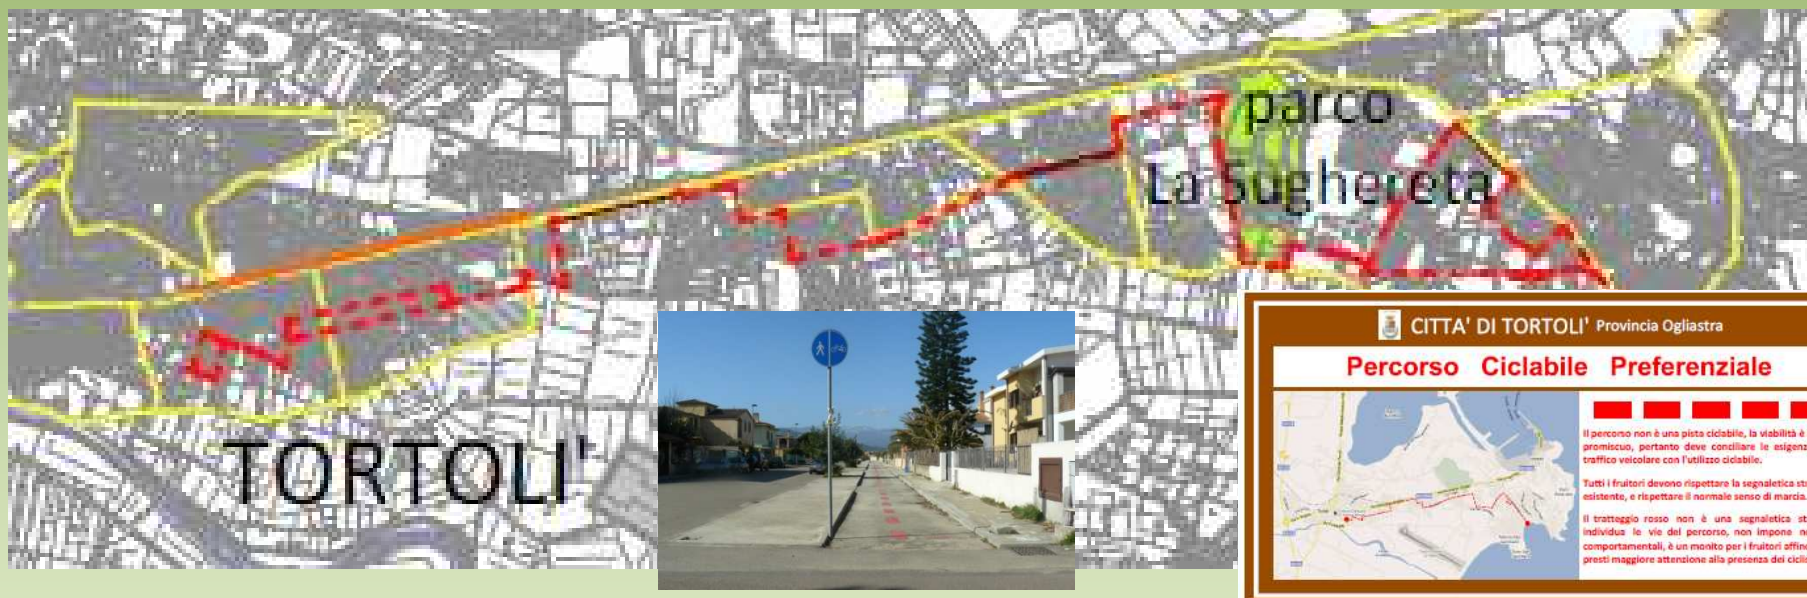 parco
La Sughereta
TORTOLI'
CITTA' DI TORTOLI' Provincia Ogliastra
Percorso Ciclabile Preferenziale
Il percorso non è una pista ciclabile, la viabilità è
promiscuo, pertanto deve conciliare le esigenz
traffico veicolare con l'utilizzo ciclabile.
Tutti i fruitori devono rispettare la segnaletica str
esistente, e rispettare il normale senso di marcia.
Il tratteggio rosso non è una segnaletica st
individua le vie del percorso, non impone n
comportamentali, è un monito per i fruitori affin
presti maggiore attenzione alla presenza dei cicli